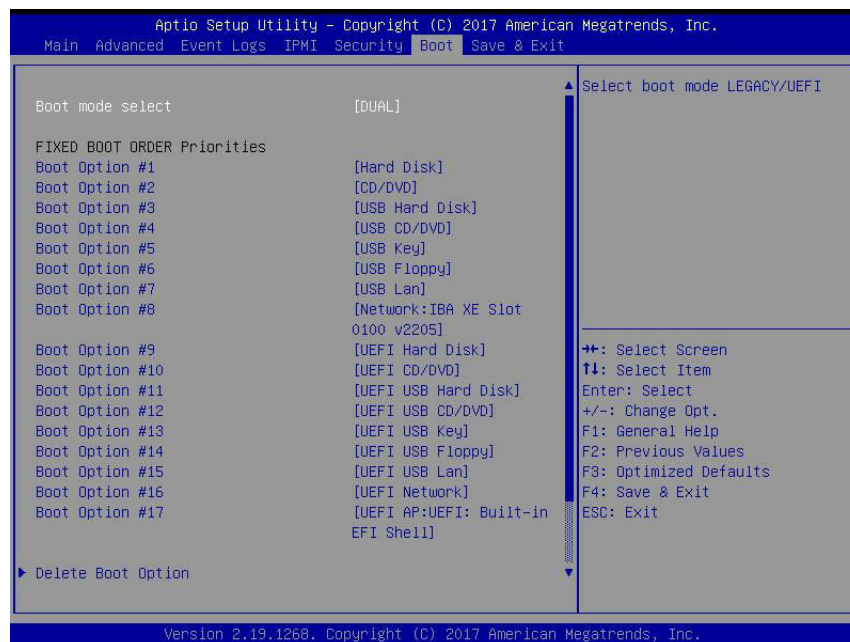 Aptio Setup Utility – Copyright (C) 2017 American Megatrends, Inc.
Main Advanced Event Logs IPMI Security Boot Save & Exit
Boot mode select [DUAL]
FIXED BOOT ORDER Priorities
Boot Option #1 [Hard Disk]
Boot Option #2 [CD/DVD]
Boot Option #3 [USB Hard Disk]
Boot Option #4 [USB CD/DVD]
Boot Option #5 [USB Key]
Boot Option #6 [USB Floppy]
Boot Option #7 [USB Lan]
Boot Option #8 [Network:IBA XE Slot
0100 v2205]
Boot Option #9 [UEFI Hard Disk]
Boot Option #10 [UEFI CD/DVD]
Boot Option #11 [UEFI USB Hard Disk]
Boot Option #12 [UEFI USB CD/DVD]
Boot Option #13 [UEFI USB Key]
Boot Option #14 [UEFI USB Floppy]
Boot Option #15 [UEFI USB Lan]
Boot Option #16 [UEFI Network]
Boot Option #17 [UEFI AP:UEFI: Built-in
EFI Shell]
▶ Delete Boot Option
Select boot mode LEGACY/UEFI
→←: Select Screen
↑↓: Select Item
Enter: Select
+/-: Change Opt.
F1: General Help
F2: Previous Values
F3: Optimized Defaults
F4: Save & Exit
ESC: Exit
Version 2.19.1268. Copyright (C) 2017 American Megatrends, Inc.